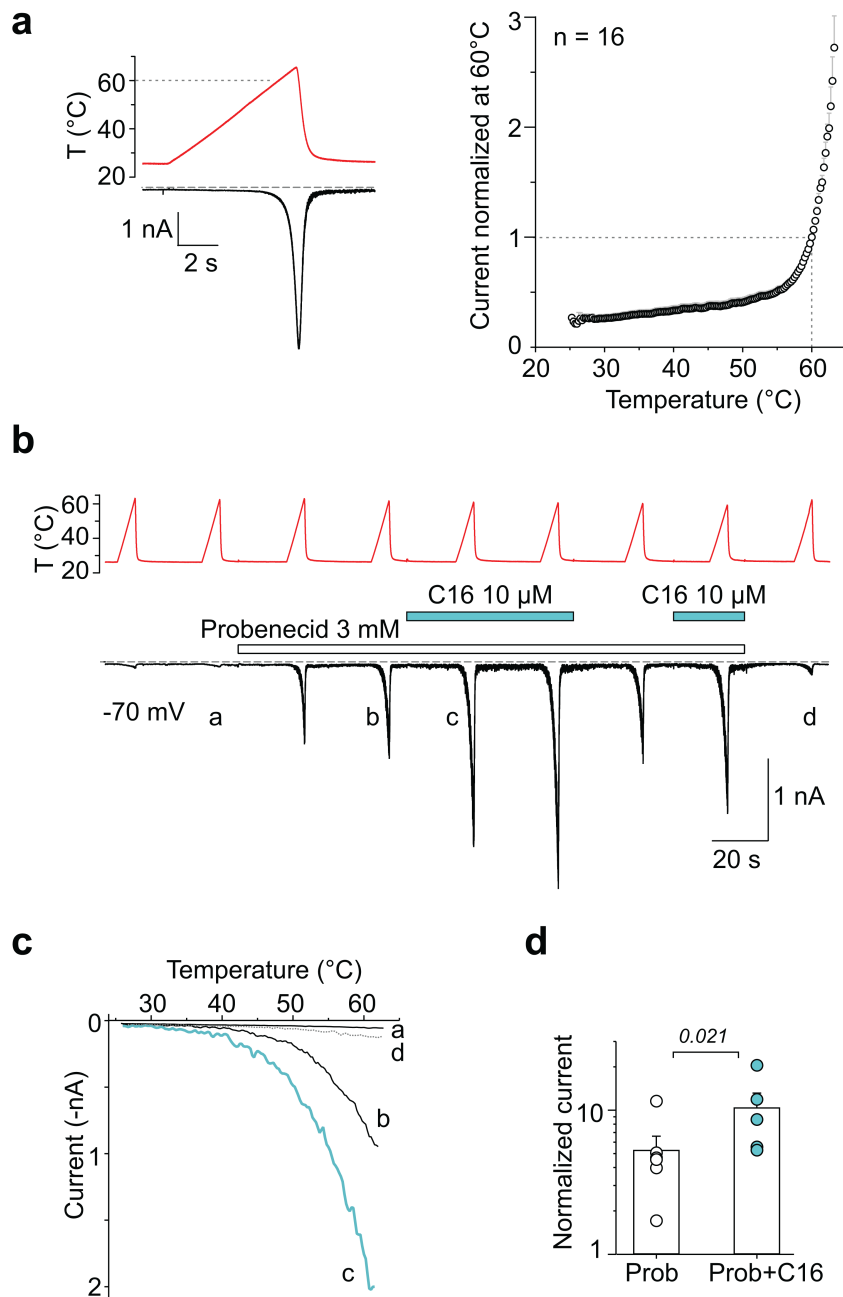 a
T (°C)
60
40
20
1 nA
2 s
Current normalized at 60°C
3
2
1
0
n = 16
20 30 40 50 60
Temperature (°C)
b
T (°C)
60
40
20
C16 10 µM C16 10 µM
Probenecid 3 mM
-70 mV
a b c d
1 nA
20 s
c
Temperature (°C)
30 40 50 60
Current (-nA)
0
1
2
a
d
b
c
d
Normalized current
0.021
10
1
Prob Prob+C16